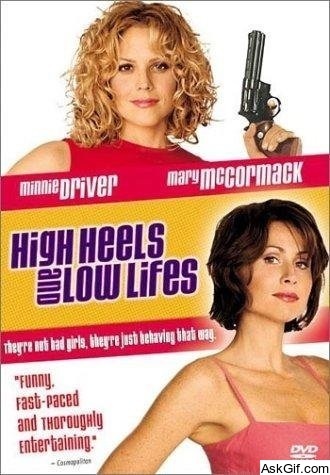 Minnie Driver
Mary McCormack
High Heels
and Low Lifes
They're not bad girls, they're just behaving that way.
"Funny,
Fast-paced
and Thoroughly
Entertaining."
— Cosmopolitan
DVD
AskGif.com